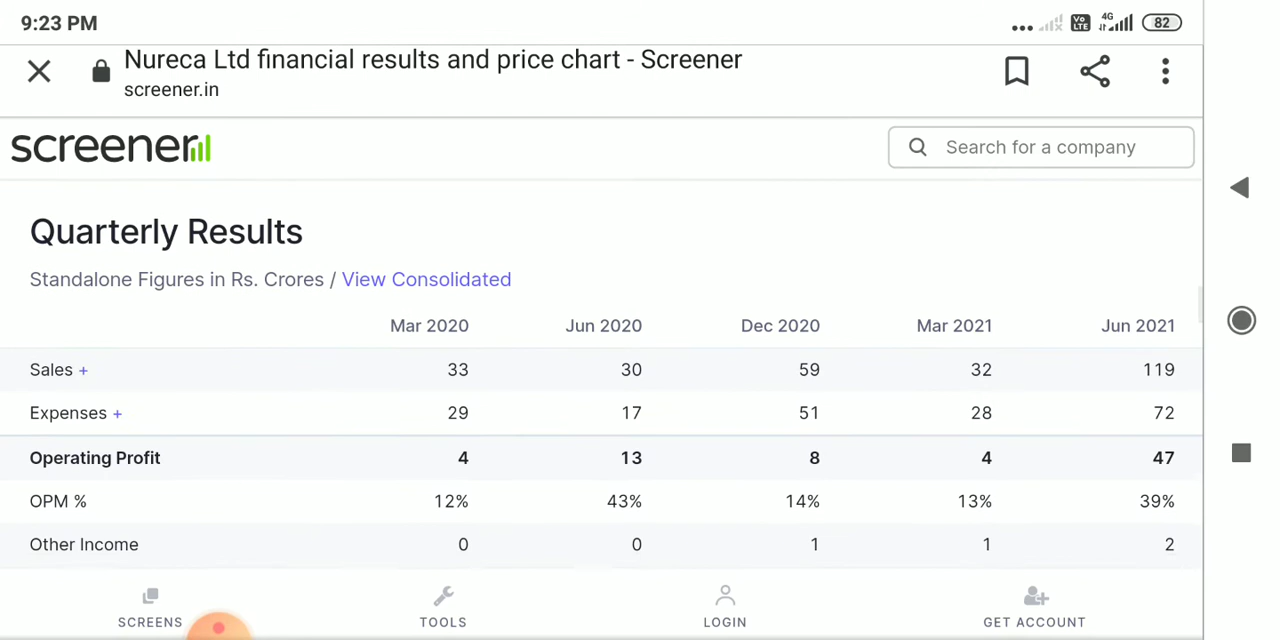 9:23 PM
Vo LTE 4G 82
Nureca Ltd financial results and price chart - Screener
screener.in
screener
Search for a company
Quarterly Results
Standalone Figures in Rs. Crores / View Consolidated
Mar 2020 Jun 2020 Dec 2020 Mar 2021 Jun 2021
Sales + 33 30 59 32 119
Expenses + 29 17 51 28 72
Operating Profit 4 13 8 4 47
OPM % 12% 43% 14% 13% 39%
Other Income 0 0 1 1 2
SCREENS TOOLS LOGIN GET ACCOUNT